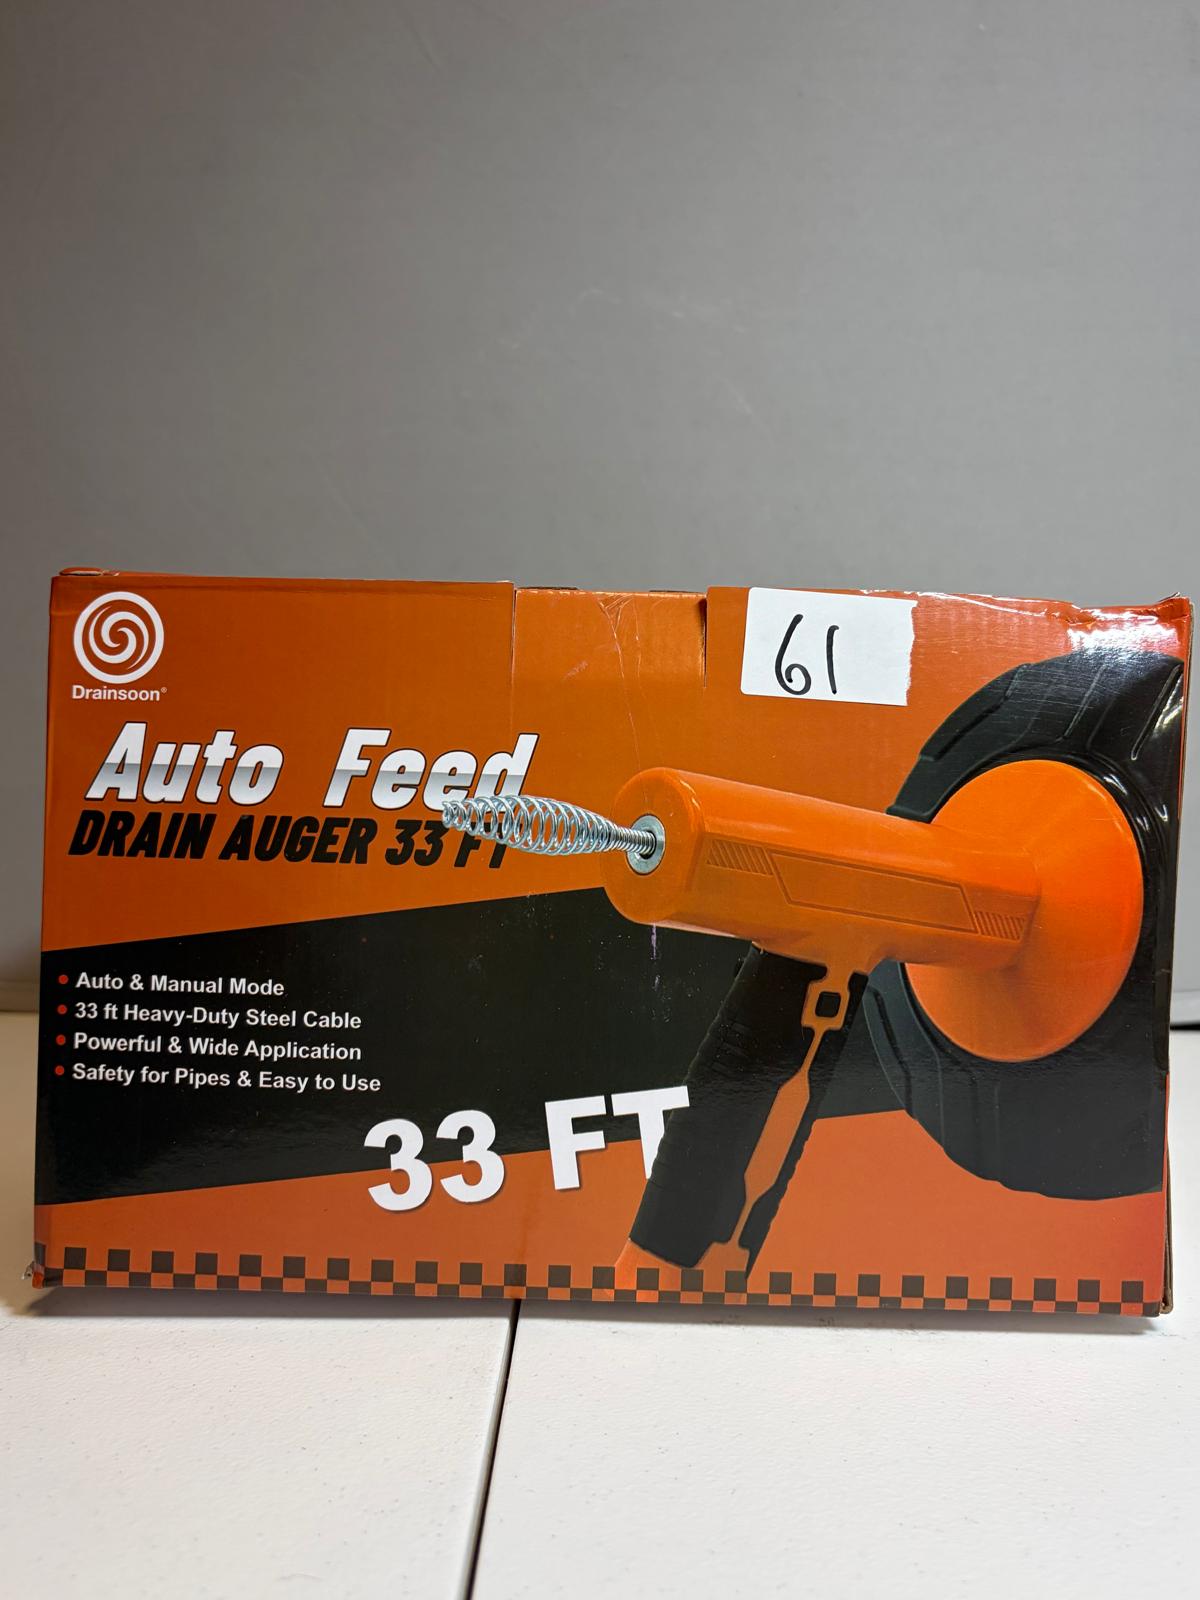 61
Drainsoon®
Auto Feed
DRAIN AUGER 33 FT
• Auto & Manual Mode
• 33 ft Heavy-Duty Steel Cable
• Powerful & Wide Application
• Safety for Pipes & Easy to Use
33 FT